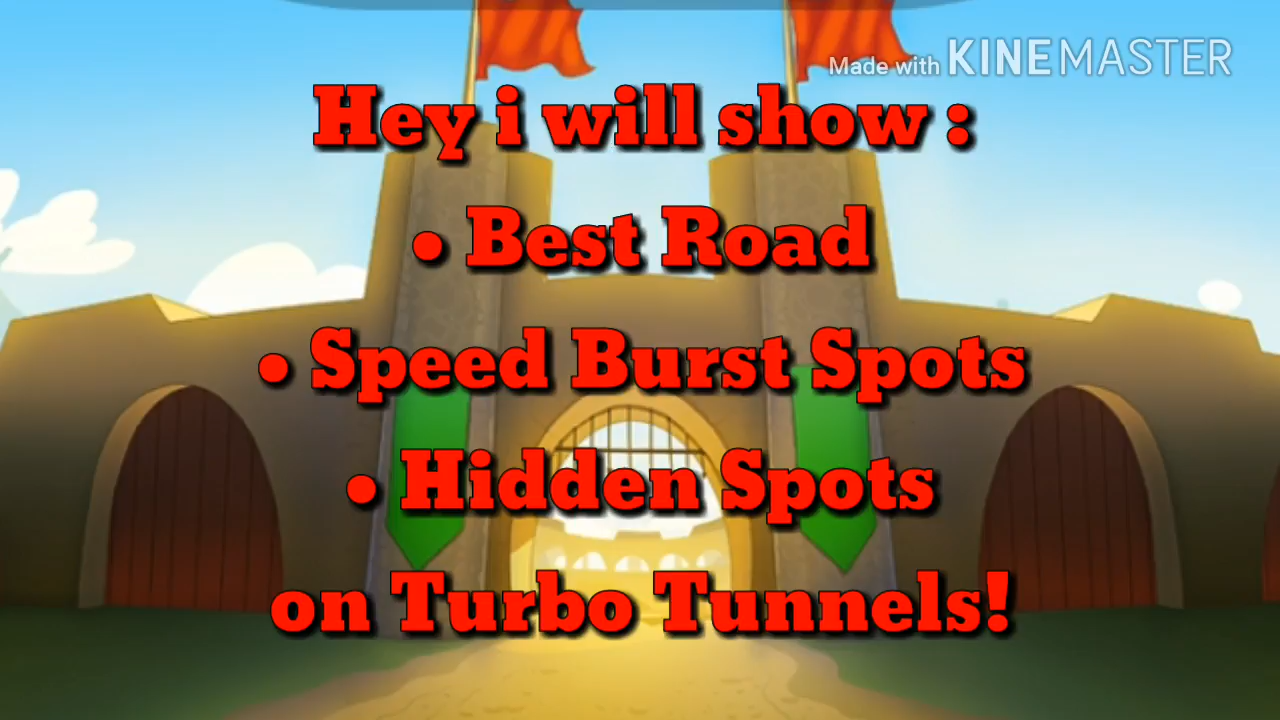 Made with KINEMASTER
Hey i will show :
• Best Road
• Speed Burst Spots
• Hidden Spots
on Turbo Tunnels!